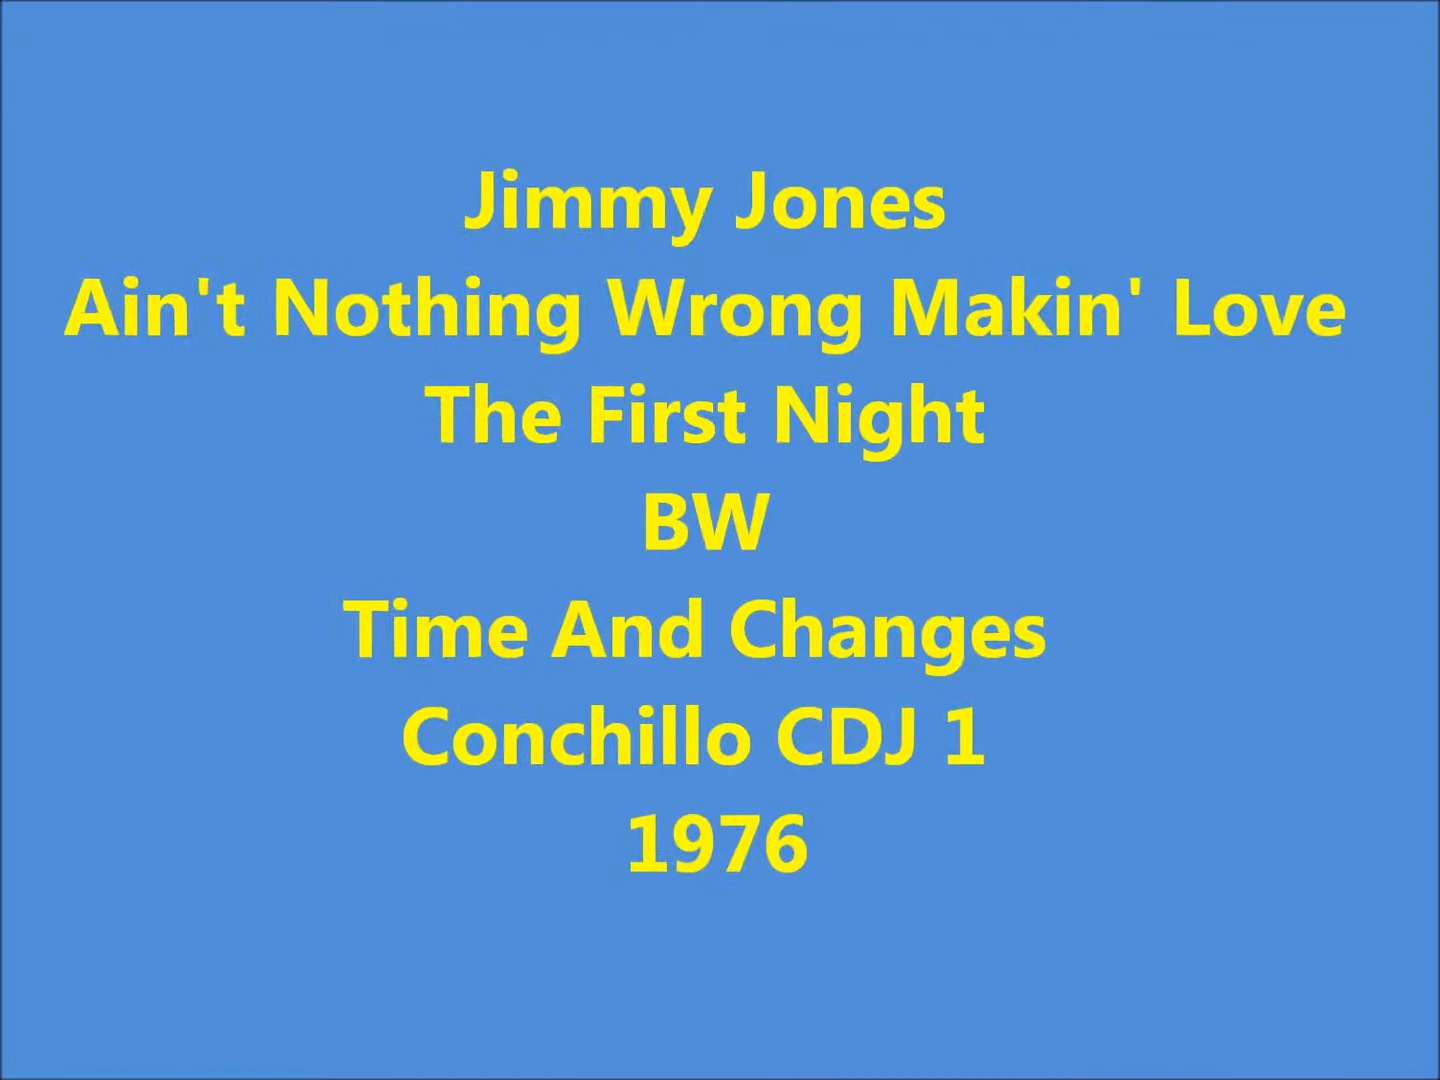 Jimmy Jones
Ain't Nothing Wrong Makin' Love
The First Night
BW
Time And Changes
Conchillo CDJ 1
1976